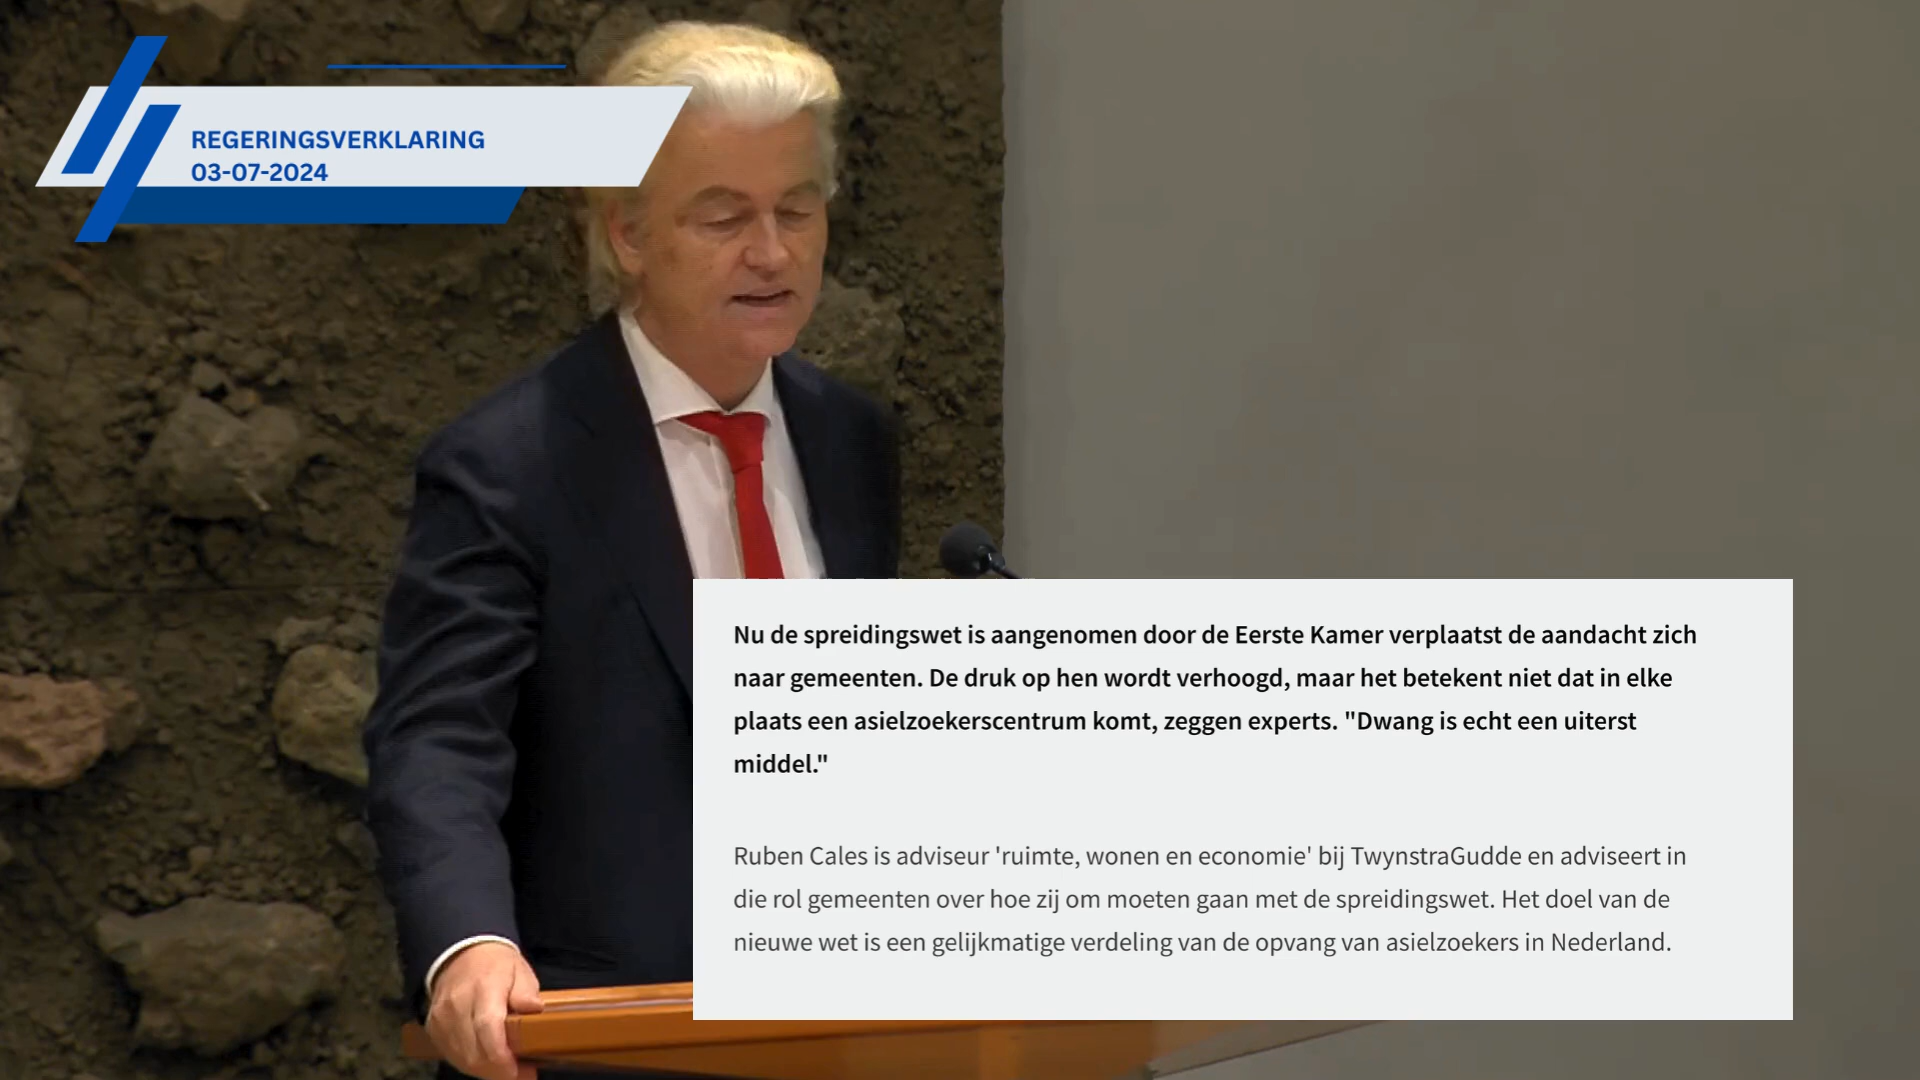 REGERINGSVERKLARING
03-07-2024
Nu de spreidingswet is aangenomen door de Eerste Kamer verplaatst de aandacht zich
naar gemeenten. De druk op hen wordt verhoogd, maar het betekent niet dat in elke
plaats een asielzoekerscentrum komt, zeggen experts. "Dwang is echt een uiterst
middel."
Ruben Cales is adviseur 'ruimte, wonen en economie' bij TwynstraGudde en adviseert in
die rol gemeenten over hoe zij om moeten gaan met de spreidingswet. Het doel van de
nieuwe wet is een gelijkmatige verdeling van de opvang van asielzoekers in Nederland.